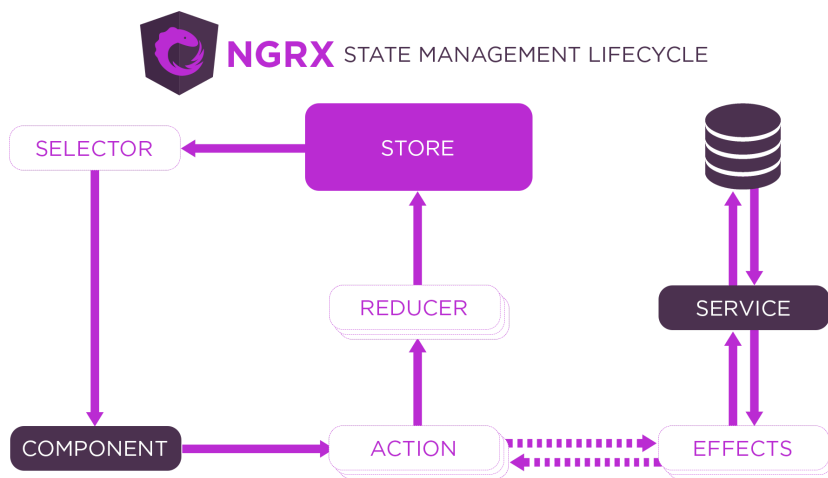 NGRX STATE MANAGEMENT LIFECYCLE
SELECTOR
STORE
REDUCER
SERVICE
COMPONENT
ACTION
EFFECTS